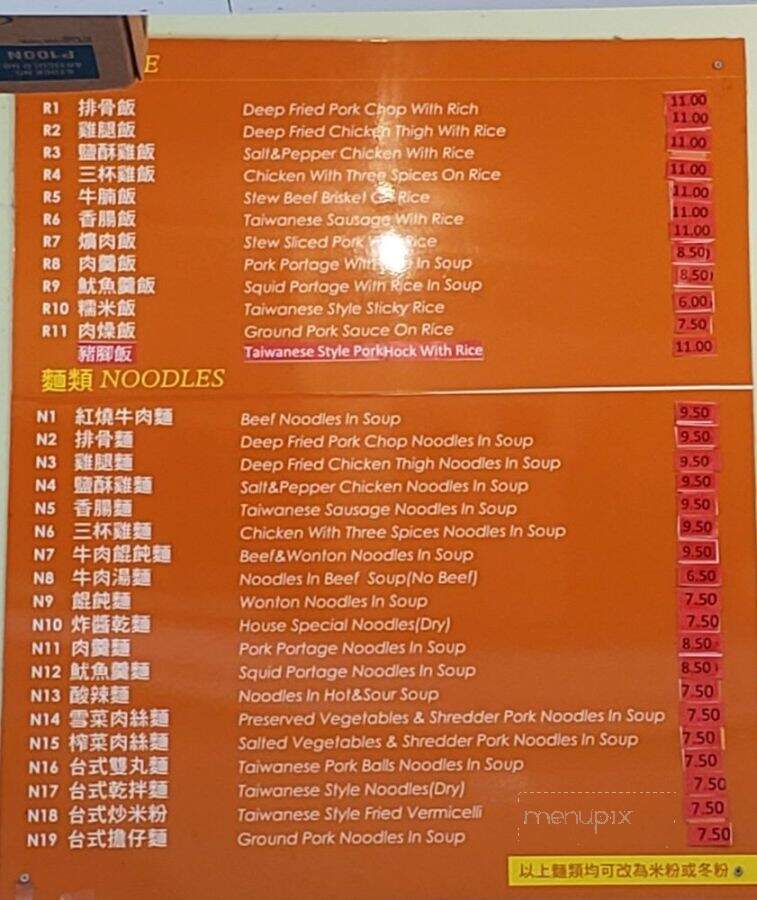 P100N
E
R1 排骨飯 Deep Fried Pork Chop With Rich 11.00
R2 雞腿飯 Deep Fried Chicken Thigh With Rice 11.00
R3 鹽酥雞飯 Salt&Pepper Chicken With Rice 11.00
R4 三杯雞飯 Chicken With Three Spices On Rice 11.00
R5 牛腩飯 Stew Beef Brisket On Rice 11.00
R6 香腸飯 Taiwanese Sausage With Rice 11.00
R7 爌肉飯 Stew Sliced Pork Rice 11.00
R8 肉羹飯 Pork Portage With In Soup 8.50
R9 魷魚羹飯 Squid Portage With Rice In Soup 8.50
R10 糯米飯 Taiwanese Style Sticky Rice 6.00
R11 肉燥飯 Ground Pork Sauce On Rice 7.50
豬腳飯 Taiwanese Style PorkHock With Rice 11.00
麵類 NOODLES
N1 紅燒牛肉麵 Beef Noodles In Soup 9.50
N2 排骨麵 Deep Fried Pork Chop Noodles In Soup 9.50
N3 雞腿麵 Deep Fried Chicken Thigh Noodles In Soup 9.50
N4 鹽酥雞麵 Salt&Pepper Chicken Noodles In Soup 9.50
N5 香腸麵 Taiwanese Sausage Noodles In Soup 9.50
N6 三杯雞麵 Chicken With Three Spices Noodles In Soup 9.50
N7 牛肉餛飩麵 Beef&Wonton Noodles In Soup 9.50
N8 牛肉湯麵 Noodles In Beef Soup(No Beef) 6.50
N9 餛飩麵 Wonton Noodles In Soup 7.50
N10 炸醬乾麵 House Special Noodles(Dry) 7.50
N11 肉羹麵 Pork Portage Noodles In Soup 8.50
N12 魷魚羹麵 Squid Portage Noodles In Soup 8.50
N13 酸辣麵 Noodles In Hot&Sour Soup 7.50
N14 雪菜肉絲麵 Preserved Vegetables & Shredder Pork Noodles In Soup 7.50
N15 榨菜肉絲麵 Salted Vegetables & Shredder Pork Noodles In Soup 7.50
N16 台式雙丸麵 Taiwanese Pork Balls Noodles In Soup 7.50
N17 台式乾拌麵 Taiwanese Style Noodles(Dry) 7.50
N18 台式炒米粉 Taiwanese Style Fried Vermicelli 7.50
N19 台式擔仔麵 Ground Pork Noodles In Soup 7.50
menupix
以上麵類均可改為米粉或冬粉